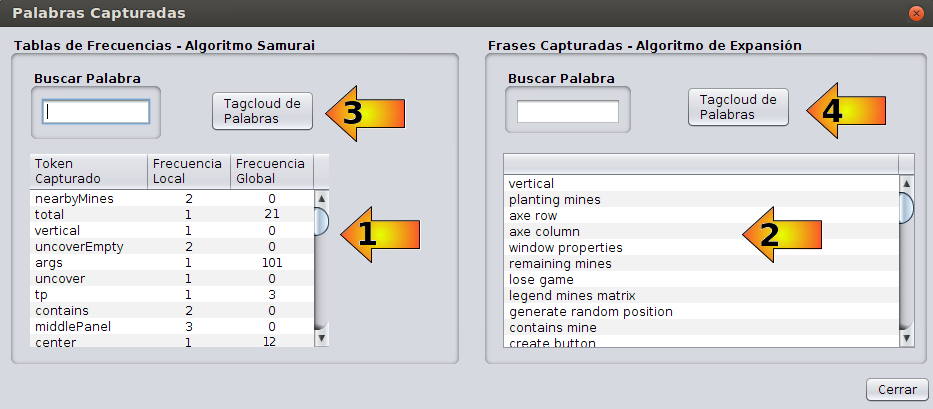 Palabras Capturadas
Tablas de Frecuencias - Algoritmo Samurai
Buscar Palabra
Tagcloud de
Palabras
3
Token
Capturado
Frecuencia
Local
Frecuencia
Global
nearbyMines 2 0
total 1 21
vertical 1 0
uncoverEmpty 2 0
args 1 101
uncover 1 0
tp 1 3
contains 2 0
middlePanel 3 0
center 1 12
1
Frases Capturadas - Algoritmo de Expansión
Buscar Palabra
Tagcloud de
Palabras
4
vertical
planting mines
axe row
axe column
window properties
remaining mines
lose game
legend mines matrix
generate random position
contains mine
create button
2
Cerrar